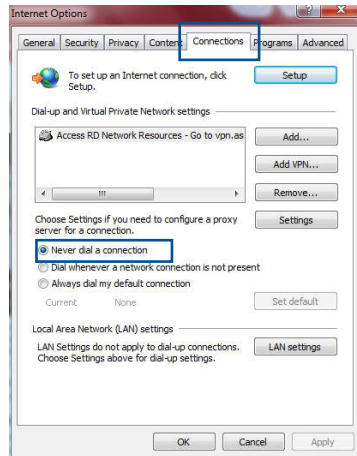 Internet Options
General Security Privacy Content Connections Programs Advanced
To set up an Internet connection, click
Setup.
Setup
Dial-up and Virtual Private Network settings
Access RD Network Resources - Go to vpn.as
Add...
Add VPN...
Remove...
Choose Settings if you need to configure a proxy
server for a connection.
Settings
Never dial a connection
Dial whenever a network connection is not present
Always dial my default connection
Current None
Set default
Local Area Network (LAN) settings
LAN Settings do not apply to dial-up connections.
Choose Settings above for dial-up settings.
LAN settings
OK Cancel Apply